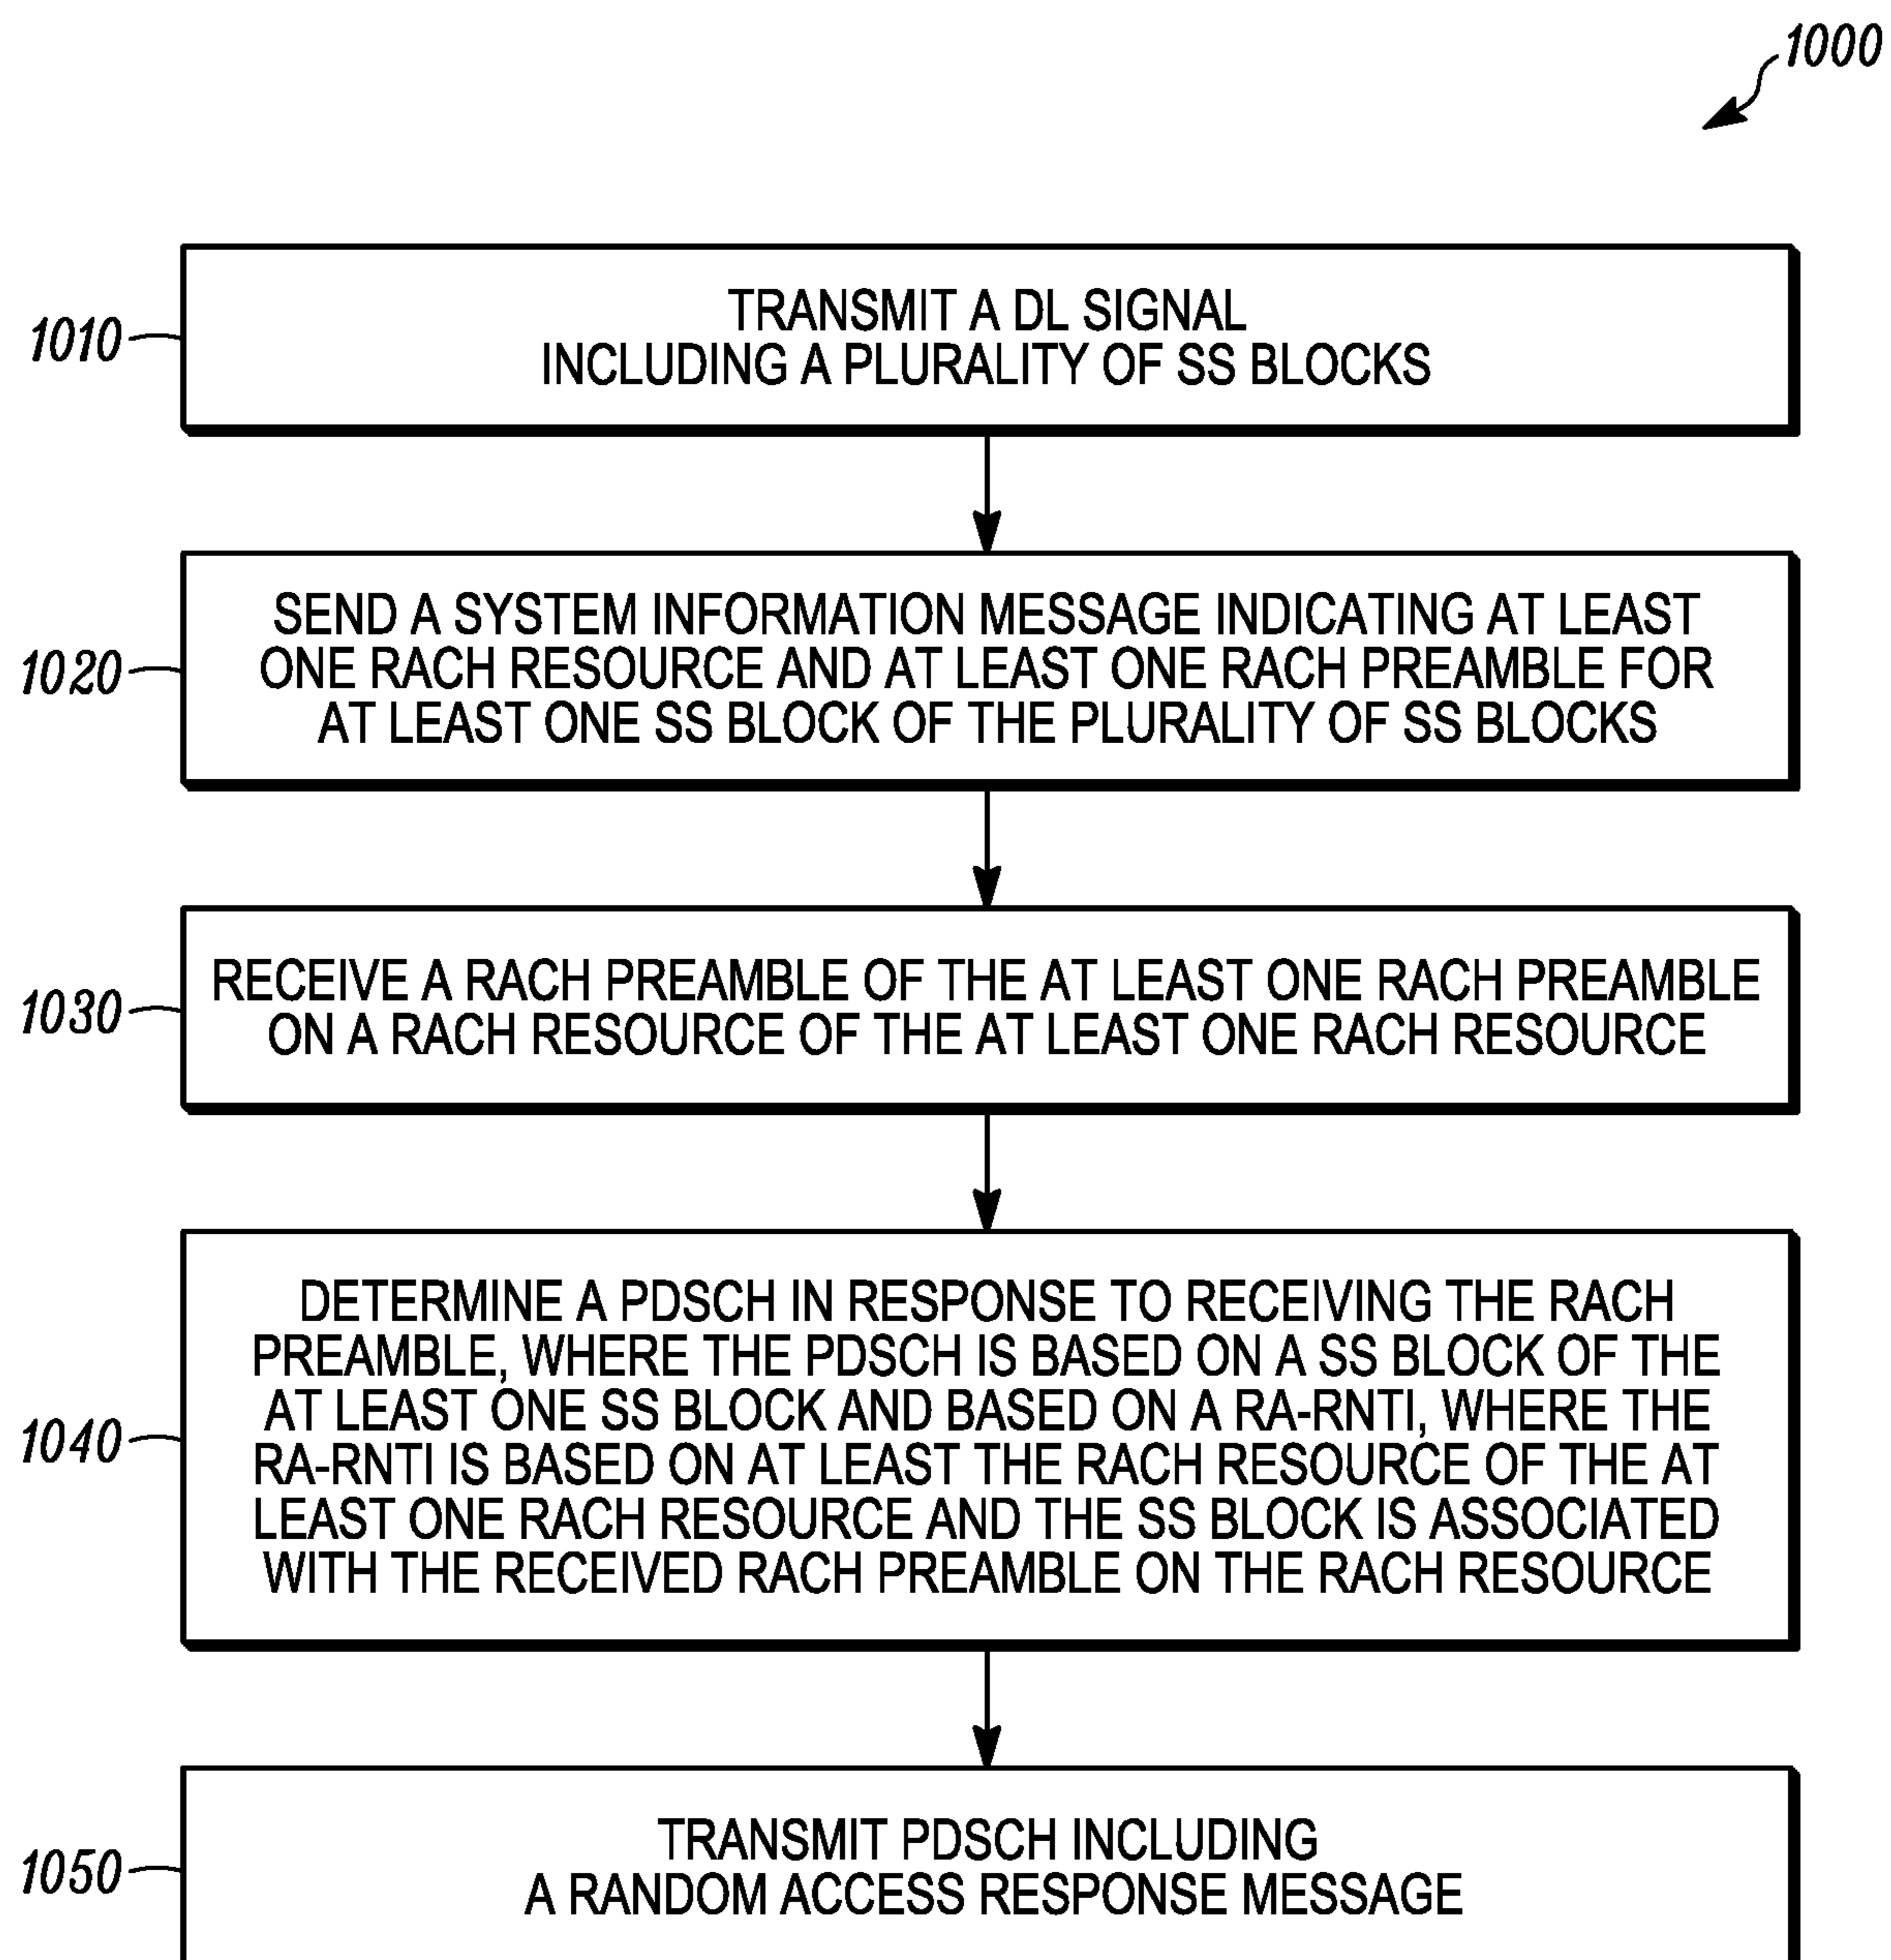 1000
1010
TRANSMIT A DL SIGNAL
INCLUDING A PLURALITY OF SS BLOCKS
1020
SEND A SYSTEM INFORMATION MESSAGE INDICATING AT LEAST
ONE RACH RESOURCE AND AT LEAST ONE RACH PREAMBLE FOR
AT LEAST ONE SS BLOCK OF THE PLURALITY OF SS BLOCKS
1030
RECEIVE A RACH PREAMBLE OF THE AT LEAST ONE RACH PREAMBLE
ON A RACH RESOURCE OF THE AT LEAST ONE RACH RESOURCE
1040
DETERMINE A PDSCH IN RESPONSE TO RECEIVING THE RACH
PREAMBLE, WHERE THE PDSCH IS BASED ON A SS BLOCK OF THE
AT LEAST ONE SS BLOCK AND BASED ON A RA-RNTI, WHERE THE
RA-RNTI IS BASED ON AT LEAST THE RACH RESOURCE OF THE AT
LEAST ONE RACH RESOURCE AND THE SS BLOCK IS ASSOCIATED
WITH THE RECEIVED RACH PREAMBLE ON THE RACH RESOURCE
1050
TRANSMIT PDSCH INCLUDING
A RANDOM ACCESS RESPONSE MESSAGE